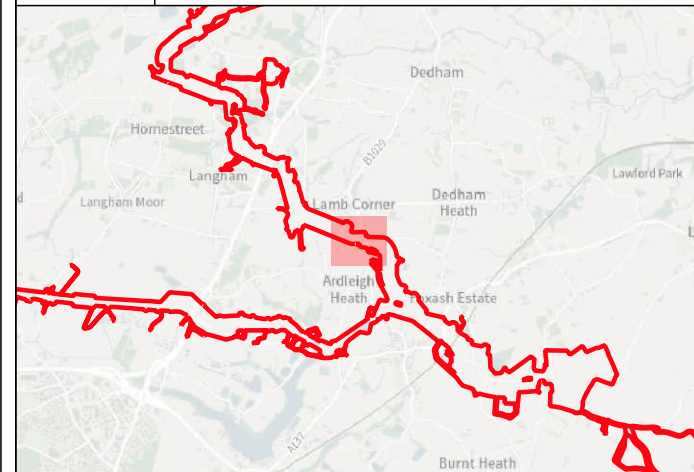 Dedham
Homestreet
B1029
Langham
Lawford Park
Langham Moor
Lamb Corner
Dedham
Heath
Ardleigh
Heath
Foxash Estate
A137
Burnt Heath